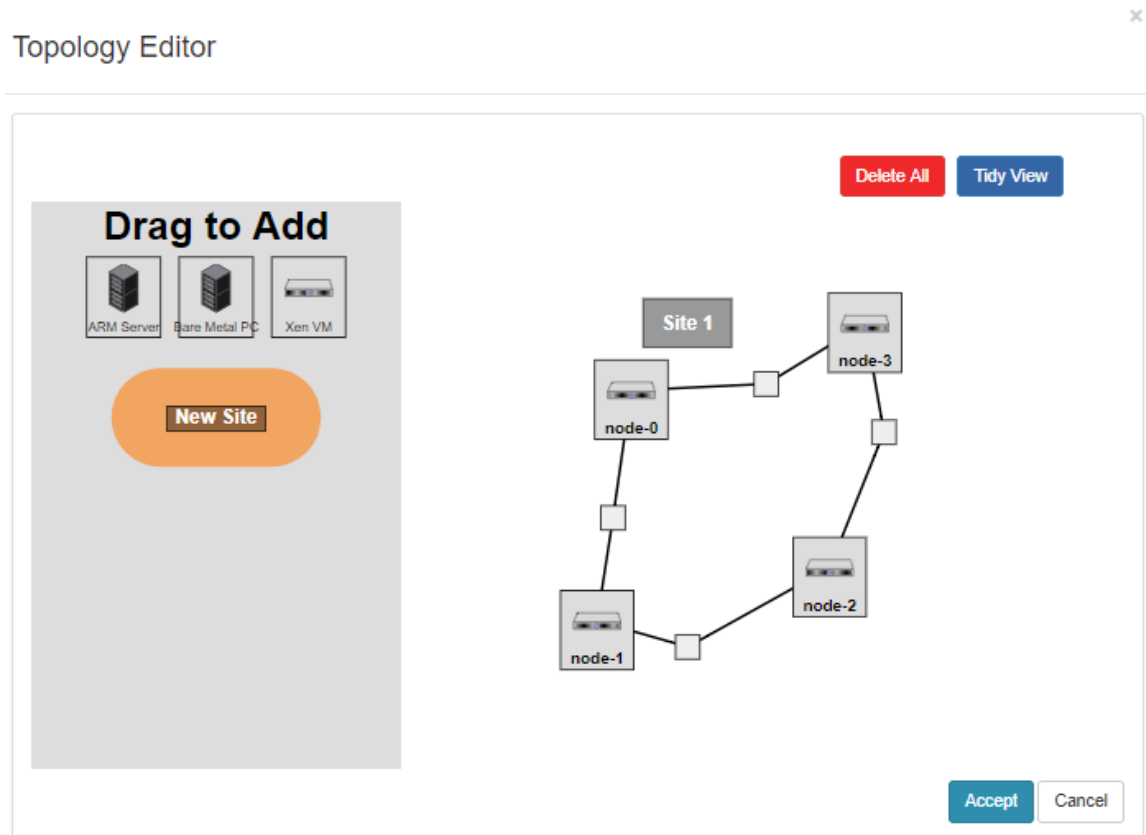 ×
Topology Editor
Delete All
Tidy View
Drag to Add
ARM Server
Bare Metal PC
Xen VM
New Site
Site 1
node-3
node-0
node-2
node-1
Accept
Cancel